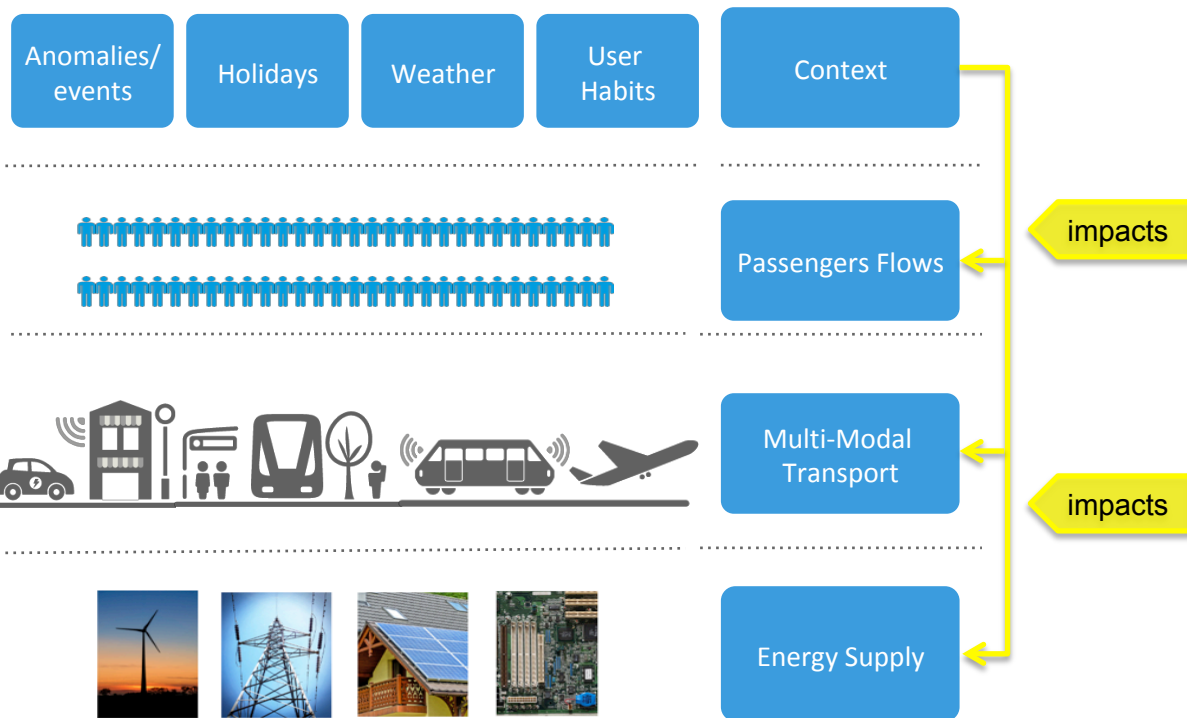 Anomalies/
events
Holidays
Weather
User
Habits
Context
impacts
Passengers Flows
Multi-Modal
Transport
impacts
Energy Supply